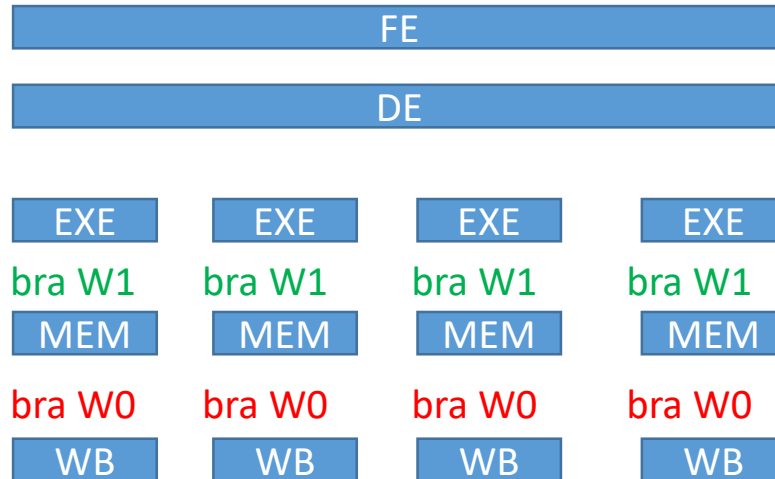 FE
DE
EXE EXE EXE EXE
bra W1 bra W1 bra W1 bra W1
MEM MEM MEM MEM
bra W0 bra W0 bra W0 bra W0
WB WB WB WB